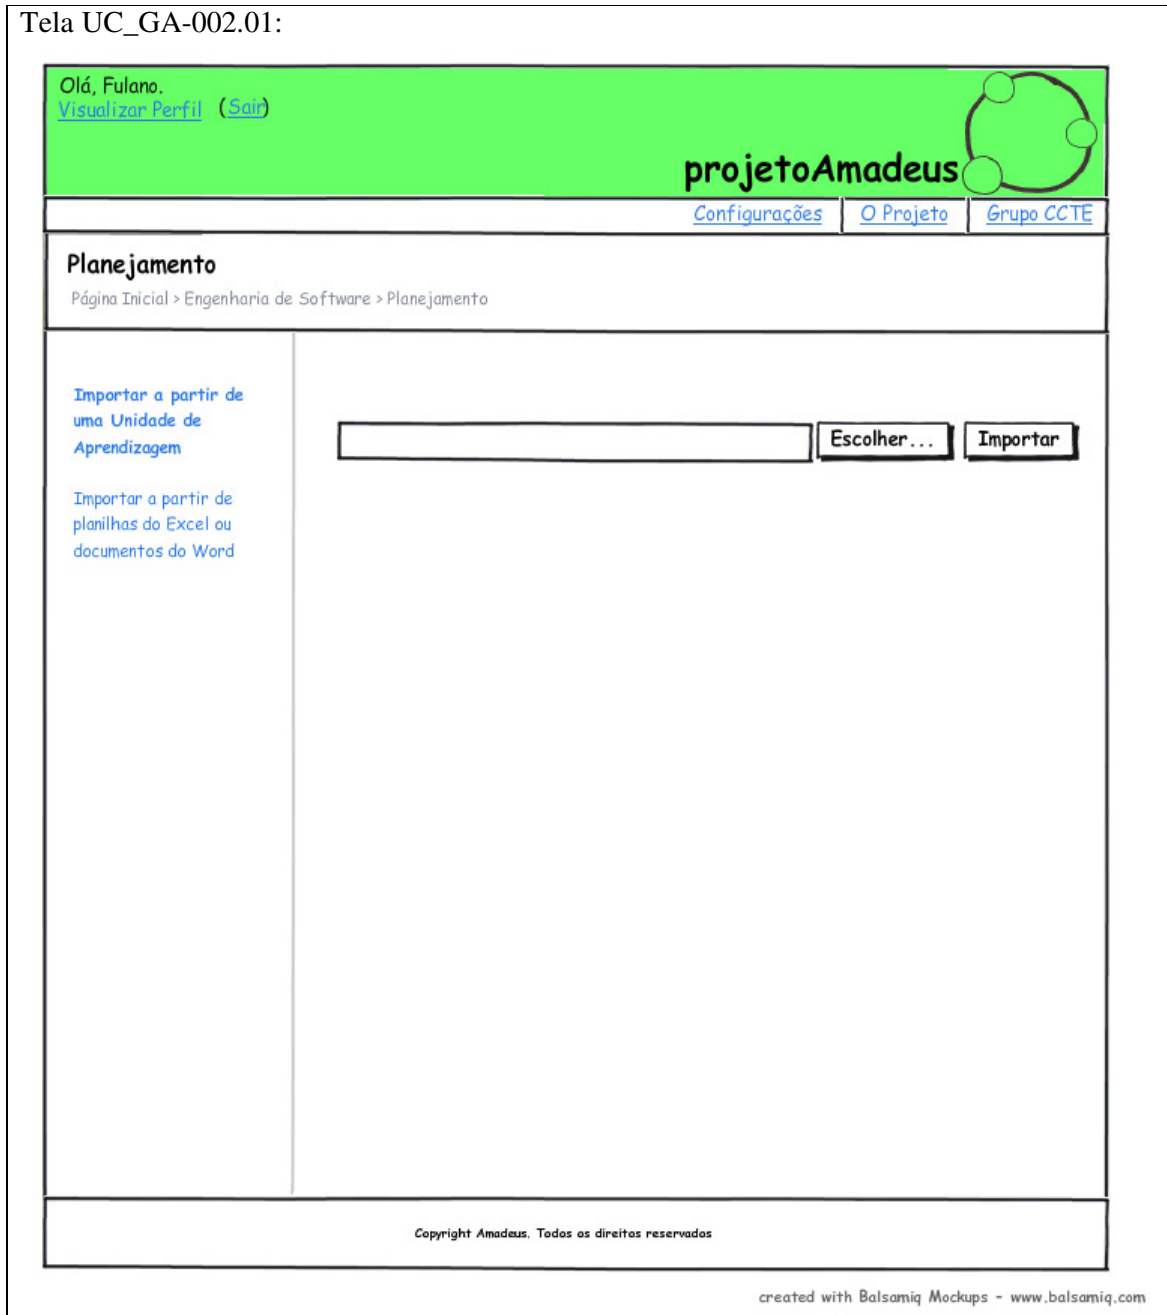 Tela UC_GA-002.01:
Olá, Fulano.
Visualizar Perfil (Sair)
projetoAmadeus
Configurações O Projeto Grupo CCTE
Planejamento
Página Inicial > Engenharia de Software > Planejamento
Importar a partir de
uma Unidade de
Aprendizagem
Escolher... Importar
Importar a partir de
planilhas do Excel ou
documentos do Word
Copyright Amadeus. Todos os direitos reservados
created with Balsamiq Mockups - www.balsamiq.com